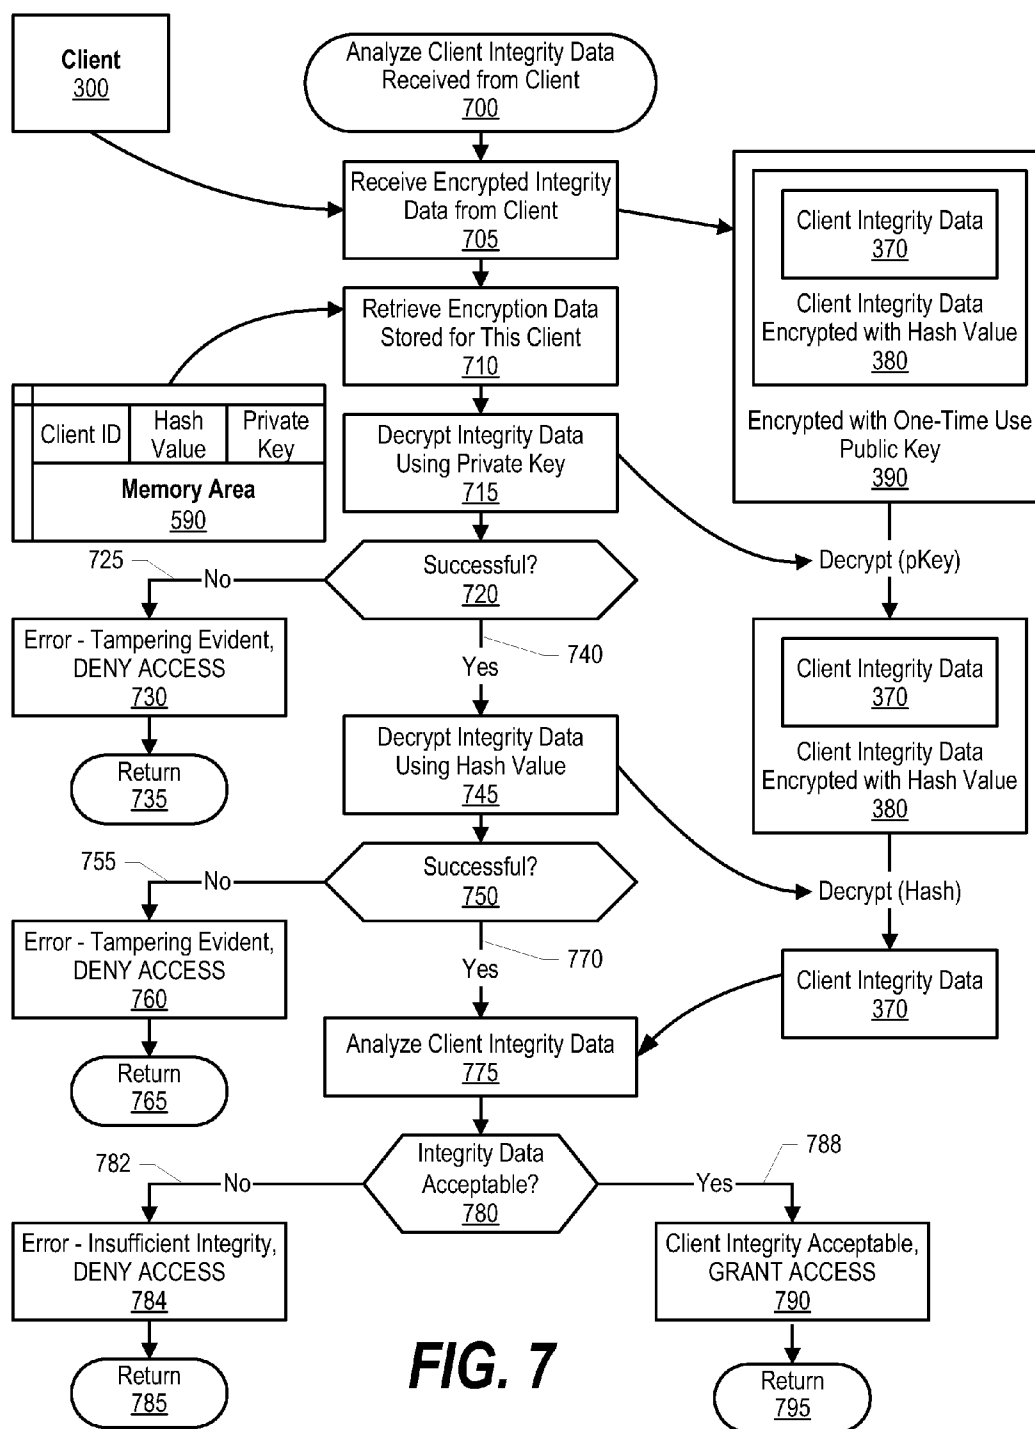 Client
300
Analyze Client Integrity Data
Received from Client
700
Receive Encrypted Integrity
Data from Client
705
Client Integrity Data
370
Client Integrity Data
Encrypted with Hash Value
380
Encrypted with One-Time Use
Public Key
390
Retrieve Encryption Data
Stored for This Client
710
Client ID
Hash
Value
Private
Key
Memory Area
590
Decrypt Integrity Data
Using Private Key
715
Decrypt (pKey)
725
No
Successful?
720
740
Yes
Error - Tampering Evident,
DENY ACCESS
730
Return
735
Client Integrity Data
370
Client Integrity Data
Encrypted with Hash Value
380
Decrypt Integrity Data
Using Hash Value
745
Decrypt (Hash)
755
No
Successful?
750
770
Yes
Error - Tampering Evident,
DENY ACCESS
760
Return
765
Client Integrity Data
370
Analyze Client Integrity Data
775
Integrity Data
Acceptable?
780
782
No
788
Yes
Error - Insufficient Integrity,
DENY ACCESS
784
Return
785
Client Integrity Acceptable,
GRANT ACCESS
790
Return
795
FIG. 7